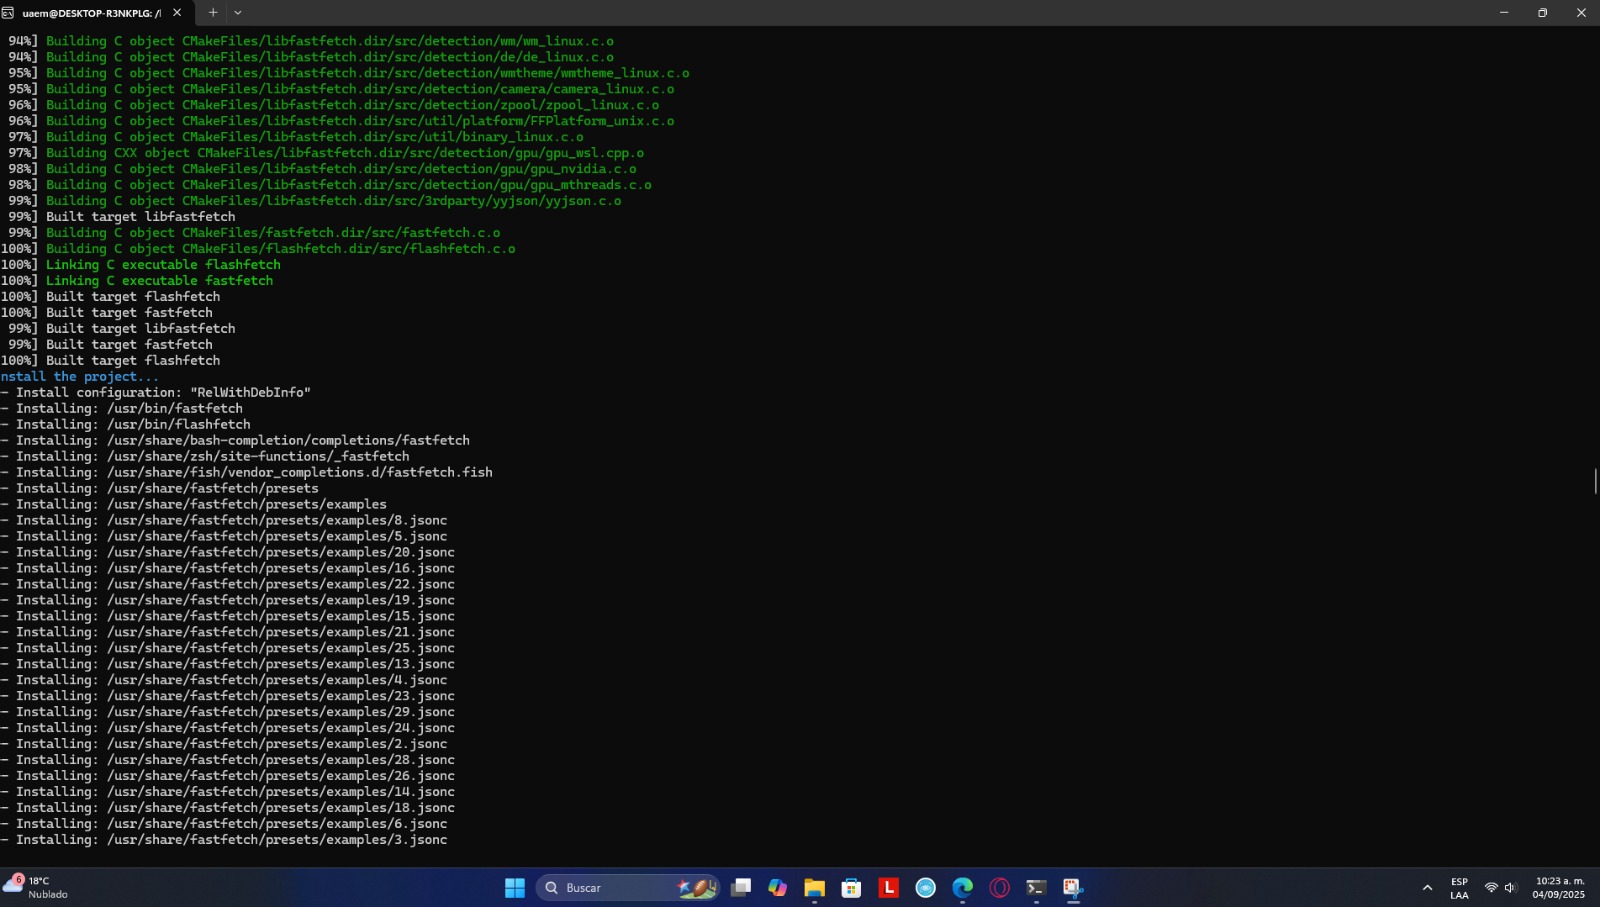 uaem@DESKTOP-R3NKPLG: /
94%] Building C object CMakeFiles/libfastfetch.dir/src/detection/wm/wm_linux.c.o
94%] Building C object CMakeFiles/libfastfetch.dir/src/detection/de/de_linux.c.o
95%] Building C object CMakeFiles/libfastfetch.dir/src/detection/wmtheme/wmtheme_linux.c.o
95%] Building C object CMakeFiles/libfastfetch.dir/src/detection/camera/camera_linux.c.o
96%] Building C object CMakeFiles/libfastfetch.dir/src/detection/zpool/zpool_linux.c.o
96%] Building C object CMakeFiles/libfastfetch.dir/src/util/platform/FFPlatform_unix.c.o
97%] Building C object CMakeFiles/libfastfetch.dir/src/util/binary_linux.c.o
97%] Building CXX object CMakeFiles/libfastfetch.dir/src/detection/gpu/gpu_wsl.cpp.o
98%] Building C object CMakeFiles/libfastfetch.dir/src/detection/gpu/gpu_nvidia.c.o
98%] Building C object CMakeFiles/libfastfetch.dir/src/detection/gpu/gpu_mthreads.c.o
99%] Building C object CMakeFiles/libfastfetch.dir/src/3rdparty/yyjson/yyjson.c.o
99%] Built target libfastfetch
99%] Building C object CMakeFiles/fastfetch.dir/src/fastfetch.c.o
100%] Building C object CMakeFiles/flashfetch.dir/src/flashfetch.c.o
100%] Linking C executable flashfetch
100%] Linking C executable fastfetch
100%] Built target flashfetch
100%] Built target fastfetch
99%] Built target libfastfetch
99%] Built target fastfetch
100%] Built target flashfetch
nstall the project...
- Install configuration: "RelWithDebInfo"
- Installing: /usr/bin/fastfetch
- Installing: /usr/bin/flashfetch
- Installing: /usr/share/bash-completion/completions/fastfetch
- Installing: /usr/share/zsh/site-functions/_fastfetch
- Installing: /usr/share/fish/vendor_completions.d/fastfetch.fish
- Installing: /usr/share/fastfetch/presets
- Installing: /usr/share/fastfetch/presets/examples
- Installing: /usr/share/fastfetch/presets/examples/8.jsonc
- Installing: /usr/share/fastfetch/presets/examples/5.jsonc
- Installing: /usr/share/fastfetch/presets/examples/20.jsonc
- Installing: /usr/share/fastfetch/presets/examples/16.jsonc
- Installing: /usr/share/fastfetch/presets/examples/22.jsonc
- Installing: /usr/share/fastfetch/presets/examples/19.jsonc
- Installing: /usr/share/fastfetch/presets/examples/15.jsonc
- Installing: /usr/share/fastfetch/presets/examples/21.jsonc
- Installing: /usr/share/fastfetch/presets/examples/25.jsonc
- Installing: /usr/share/fastfetch/presets/examples/13.jsonc
- Installing: /usr/share/fastfetch/presets/examples/4.jsonc
- Installing: /usr/share/fastfetch/presets/examples/23.jsonc
- Installing: /usr/share/fastfetch/presets/examples/29.jsonc
- Installing: /usr/share/fastfetch/presets/examples/24.jsonc
- Installing: /usr/share/fastfetch/presets/examples/2.jsonc
- Installing: /usr/share/fastfetch/presets/examples/28.jsonc
- Installing: /usr/share/fastfetch/presets/examples/26.jsonc
- Installing: /usr/share/fastfetch/presets/examples/14.jsonc
- Installing: /usr/share/fastfetch/presets/examples/18.jsonc
- Installing: /usr/share/fastfetch/presets/examples/6.jsonc
- Installing: /usr/share/fastfetch/presets/examples/3.jsonc
6
18°C
Nublado
Buscar
L
ESP
LAA
10:23 a. m.
04/09/2025